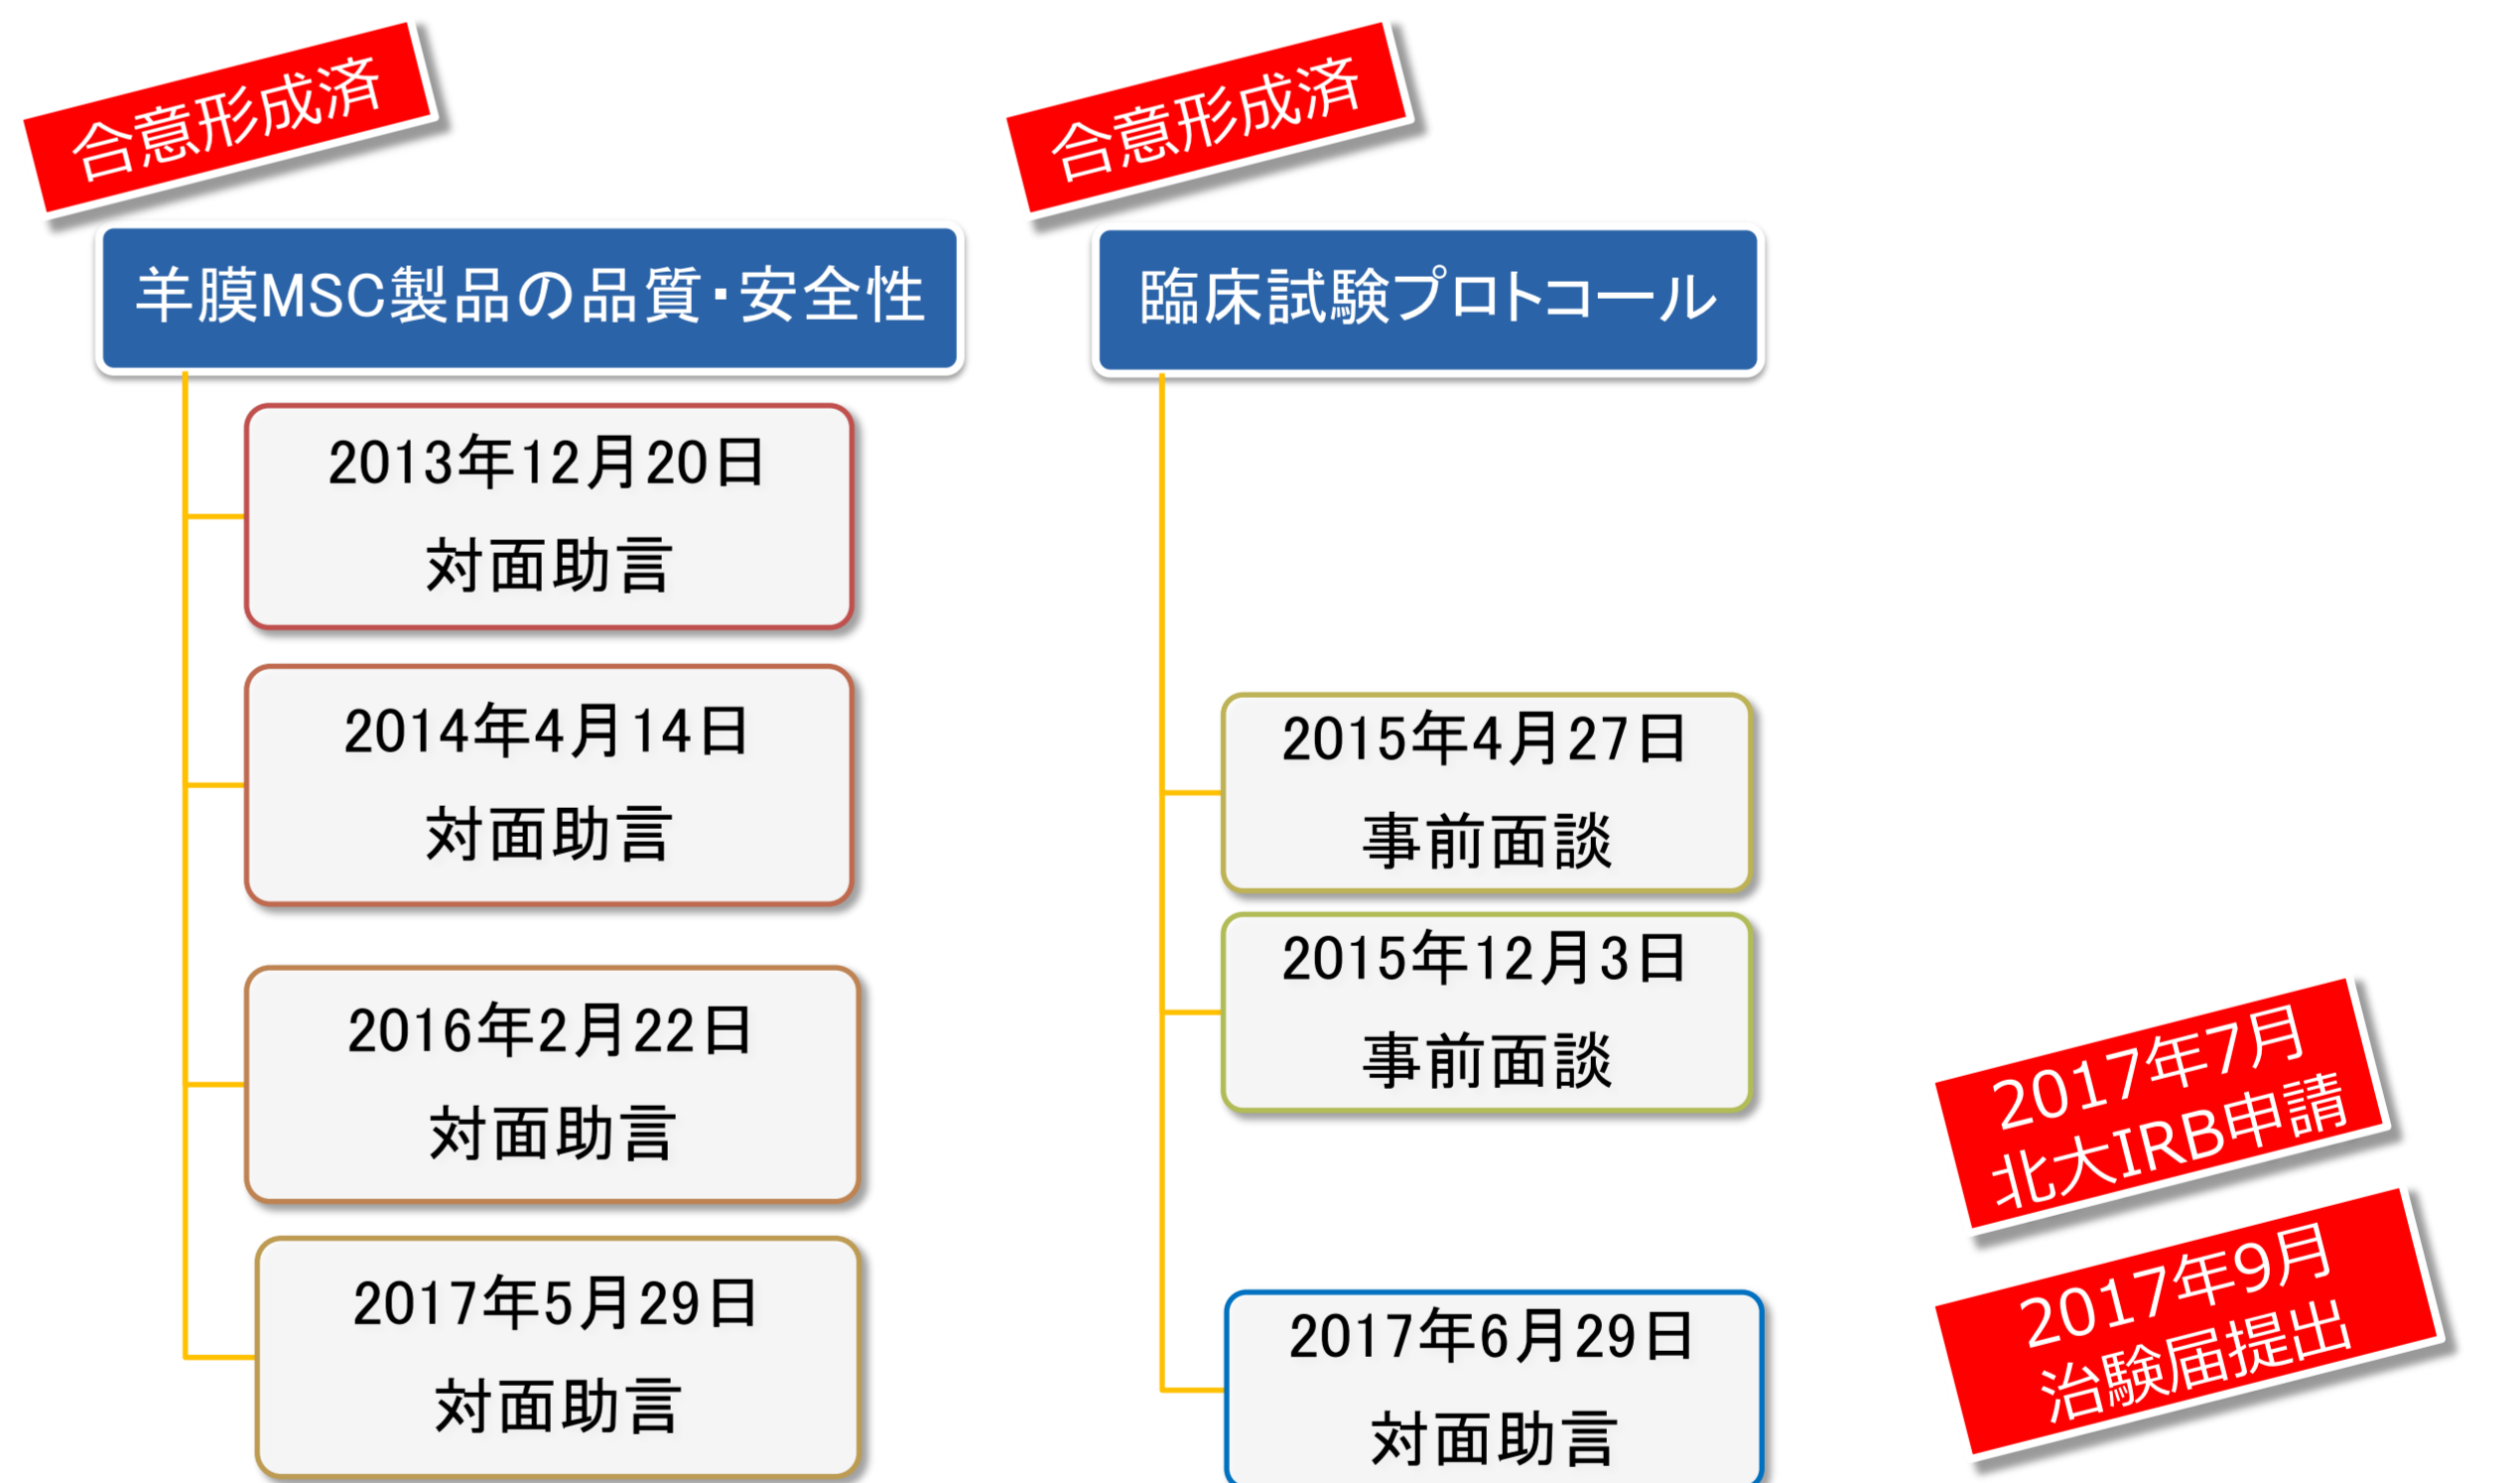 合意形成済
羊膜MSC製品の品質・安全性
2013年12月20日
対面助言
2014年4月14日
対面助言
2016年2月22日
対面助言
2017年5月29日
対面助言
合意形成済
臨床試験プロトコール
2015年4月27日
事前面談
2015年12月3日
事前面談
2017年6月29日
対面助言
2017年7月
北大IRB申請
2017年9月
治験届提出